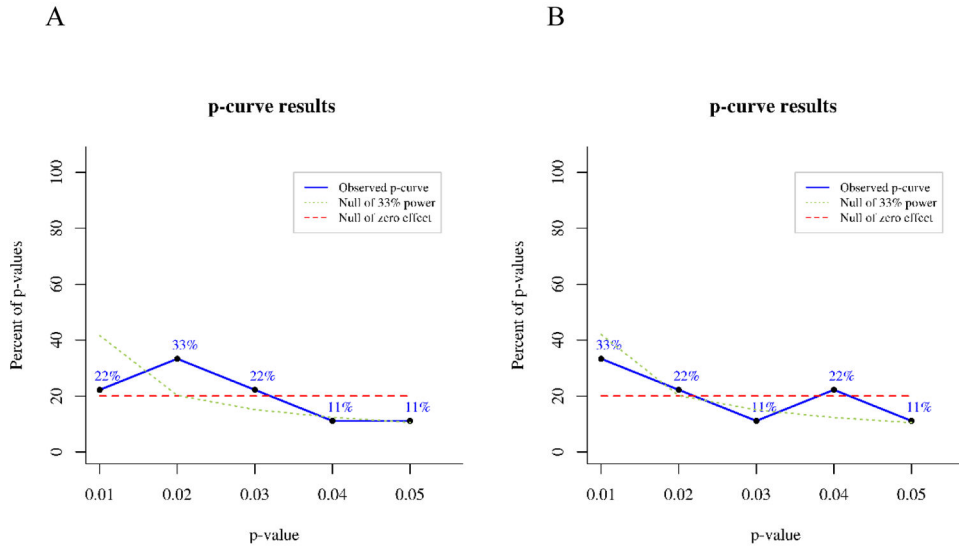 A
p-curve results
100
80
60
40
20
0
Percent of p-values
Observed p-curve
Null of 33% power
Null of zero effect
22%
33%
22%
11%
11%
0.01
0.02
0.03
0.04
0.05
p-value
B
p-curve results
100
80
60
40
20
0
Percent of p-values
Observed p-curve
Null of 33% power
Null of zero effect
33%
22%
11%
22%
11%
0.01
0.02
0.03
0.04
0.05
p-value